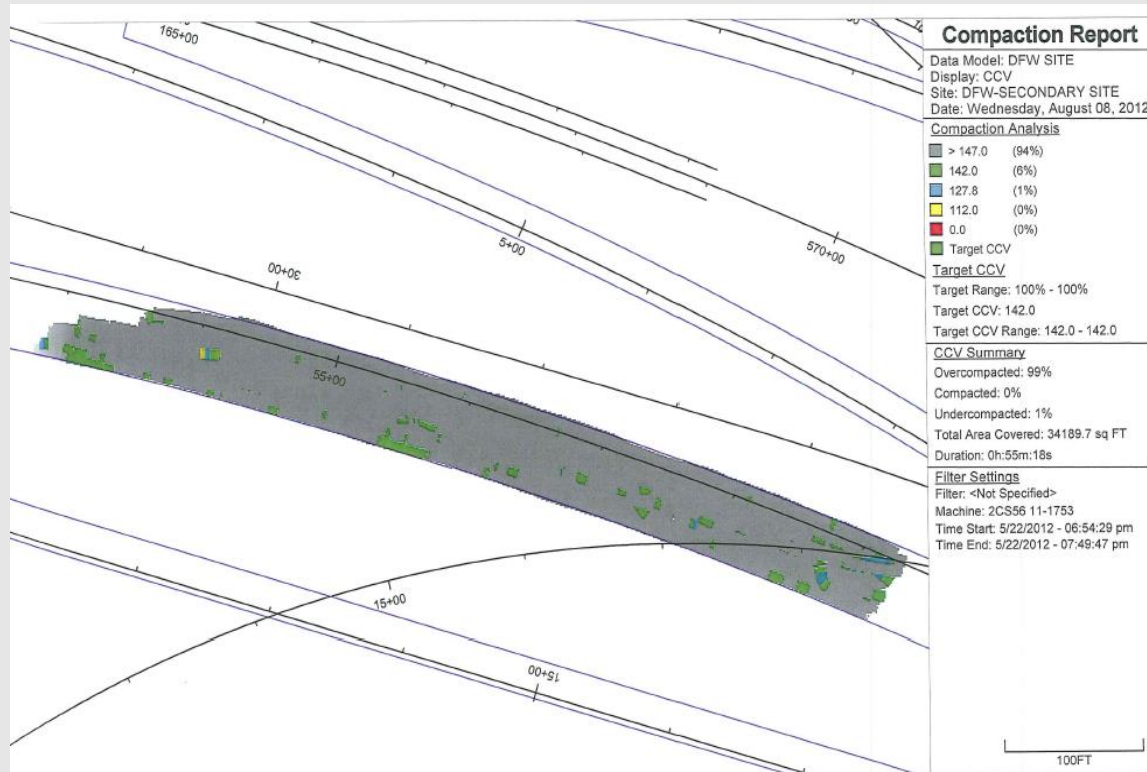 165+00
5+00
570+00
30+00
55+00
15+00
15+00
Compaction Report
Data Model: DFW SITE
Display: CCV
Site: DFW-SECONDARY SITE
Date: Wednesday, August 08, 2012
Compaction Analysis
> 147.0 (94%)
142.0 (6%)
127.8 (1%)
112.0 (0%)
0.0 (0%)
Target CCV
Target CCV
Target Range: 100% - 100%
Target CCV: 142.0
Target CCV Range: 142.0 - 142.0
CCV Summary
Overcompacted: 99%
Compacted: 0%
Undercompacted: 1%
Total Area Covered: 34189.7 sq FT
Duration: 0h:55m:18s
Filter Settings
Filter: <Not Specified>
Machine: 2CS56 11-1753
Time Start: 5/22/2012 - 06:54:29 pm
Time End: 5/22/2012 - 07:49:47 pm
100FT